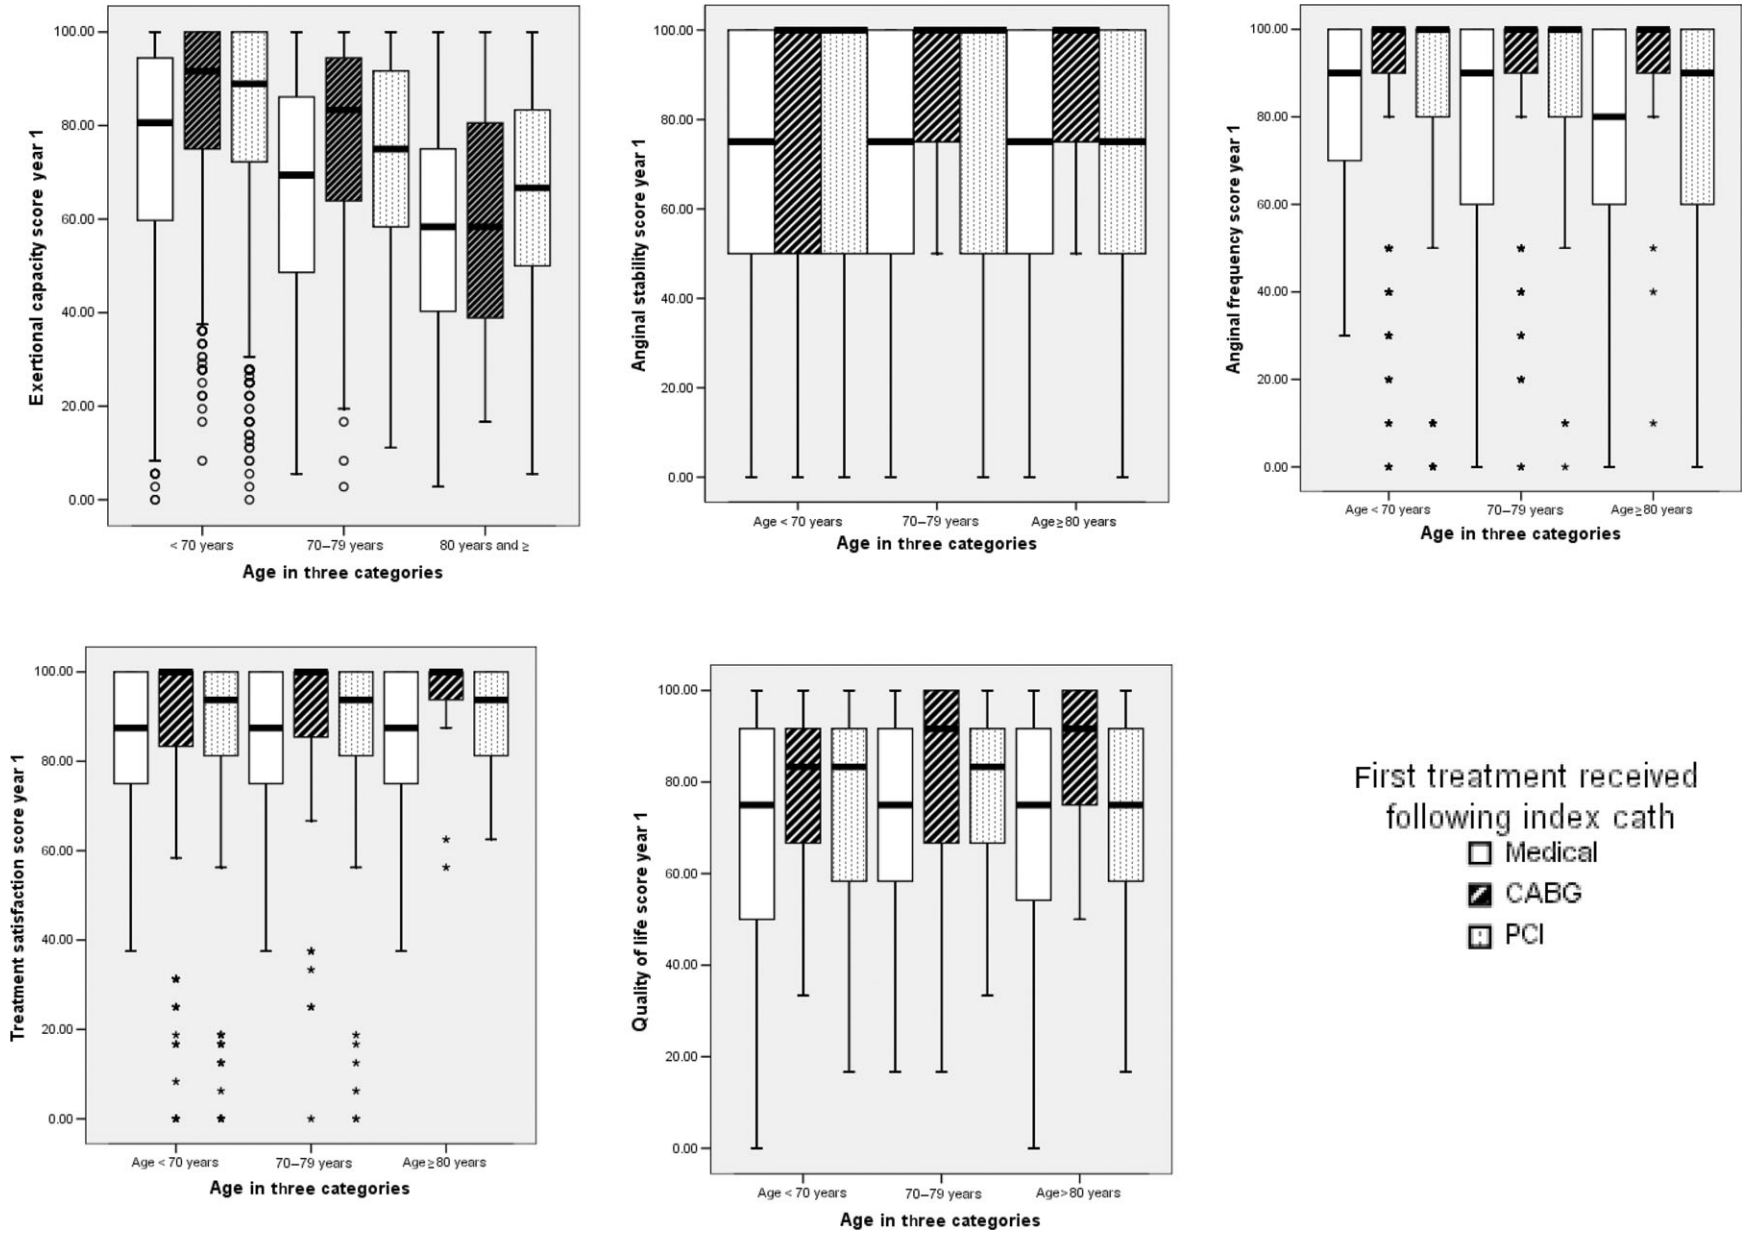 Exertional capacity score year 1
100.00
80.00
60.00
40.00
20.00
0.00
< 70 years
70–79 years
80 years and ≥
Age in three categories
Anginal stability score year 1
100.00
80.00
60.00
40.00
20.00
0.00
Age < 70 years
70–79 years
Age ≥ 80 years
Age in three categories
Anginal frequency score year 1
100.00
80.00
60.00
40.00
20.00
0.00
Age < 70 years
70–79 years
Age ≥ 80 years
Age in three categories
Treatment satisfaction score year 1
100.00
80.00
60.00
40.00
20.00
0.00
Age < 70 years
70–79 years
Age ≥ 80 years
Age in three categories
Quality of life score year 1
100.00
80.00
60.00
40.00
20.00
0.00
Age < 70 years
70–79 years
Age > 80 years
Age in three categories
First treatment received
following index cath
Medical
CABG
PCI